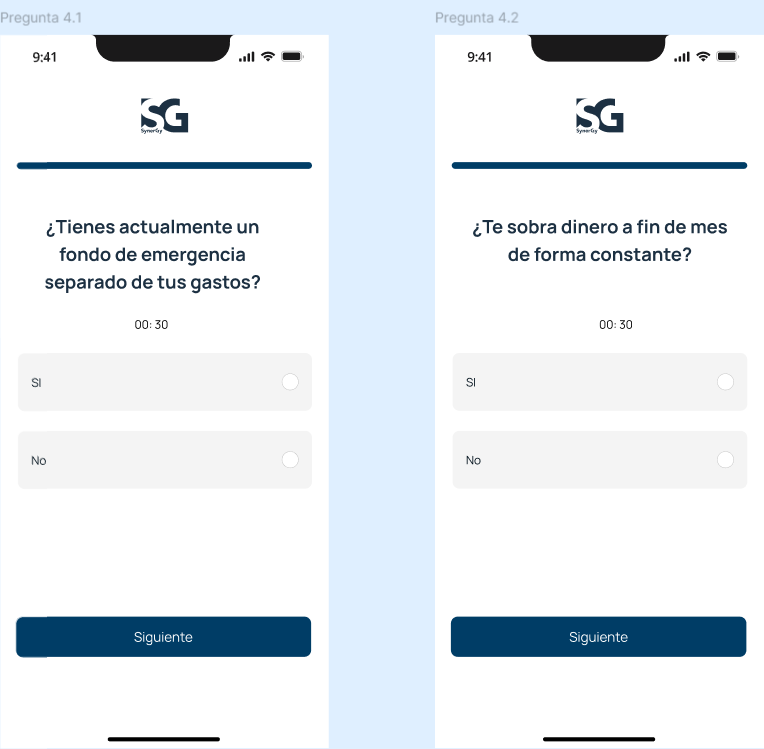 Pregunta 4.1
9:41
SG
SynerGy
¿Tienes actualmente un
fondo de emergencia
separado de tus gastos?
00: 30
SI
No
Siguiente
Pregunta 4.2
9:41
SG
SynerGy
¿Te sobra dinero a fin de mes
de forma constante?
00: 30
SI
No
Siguiente